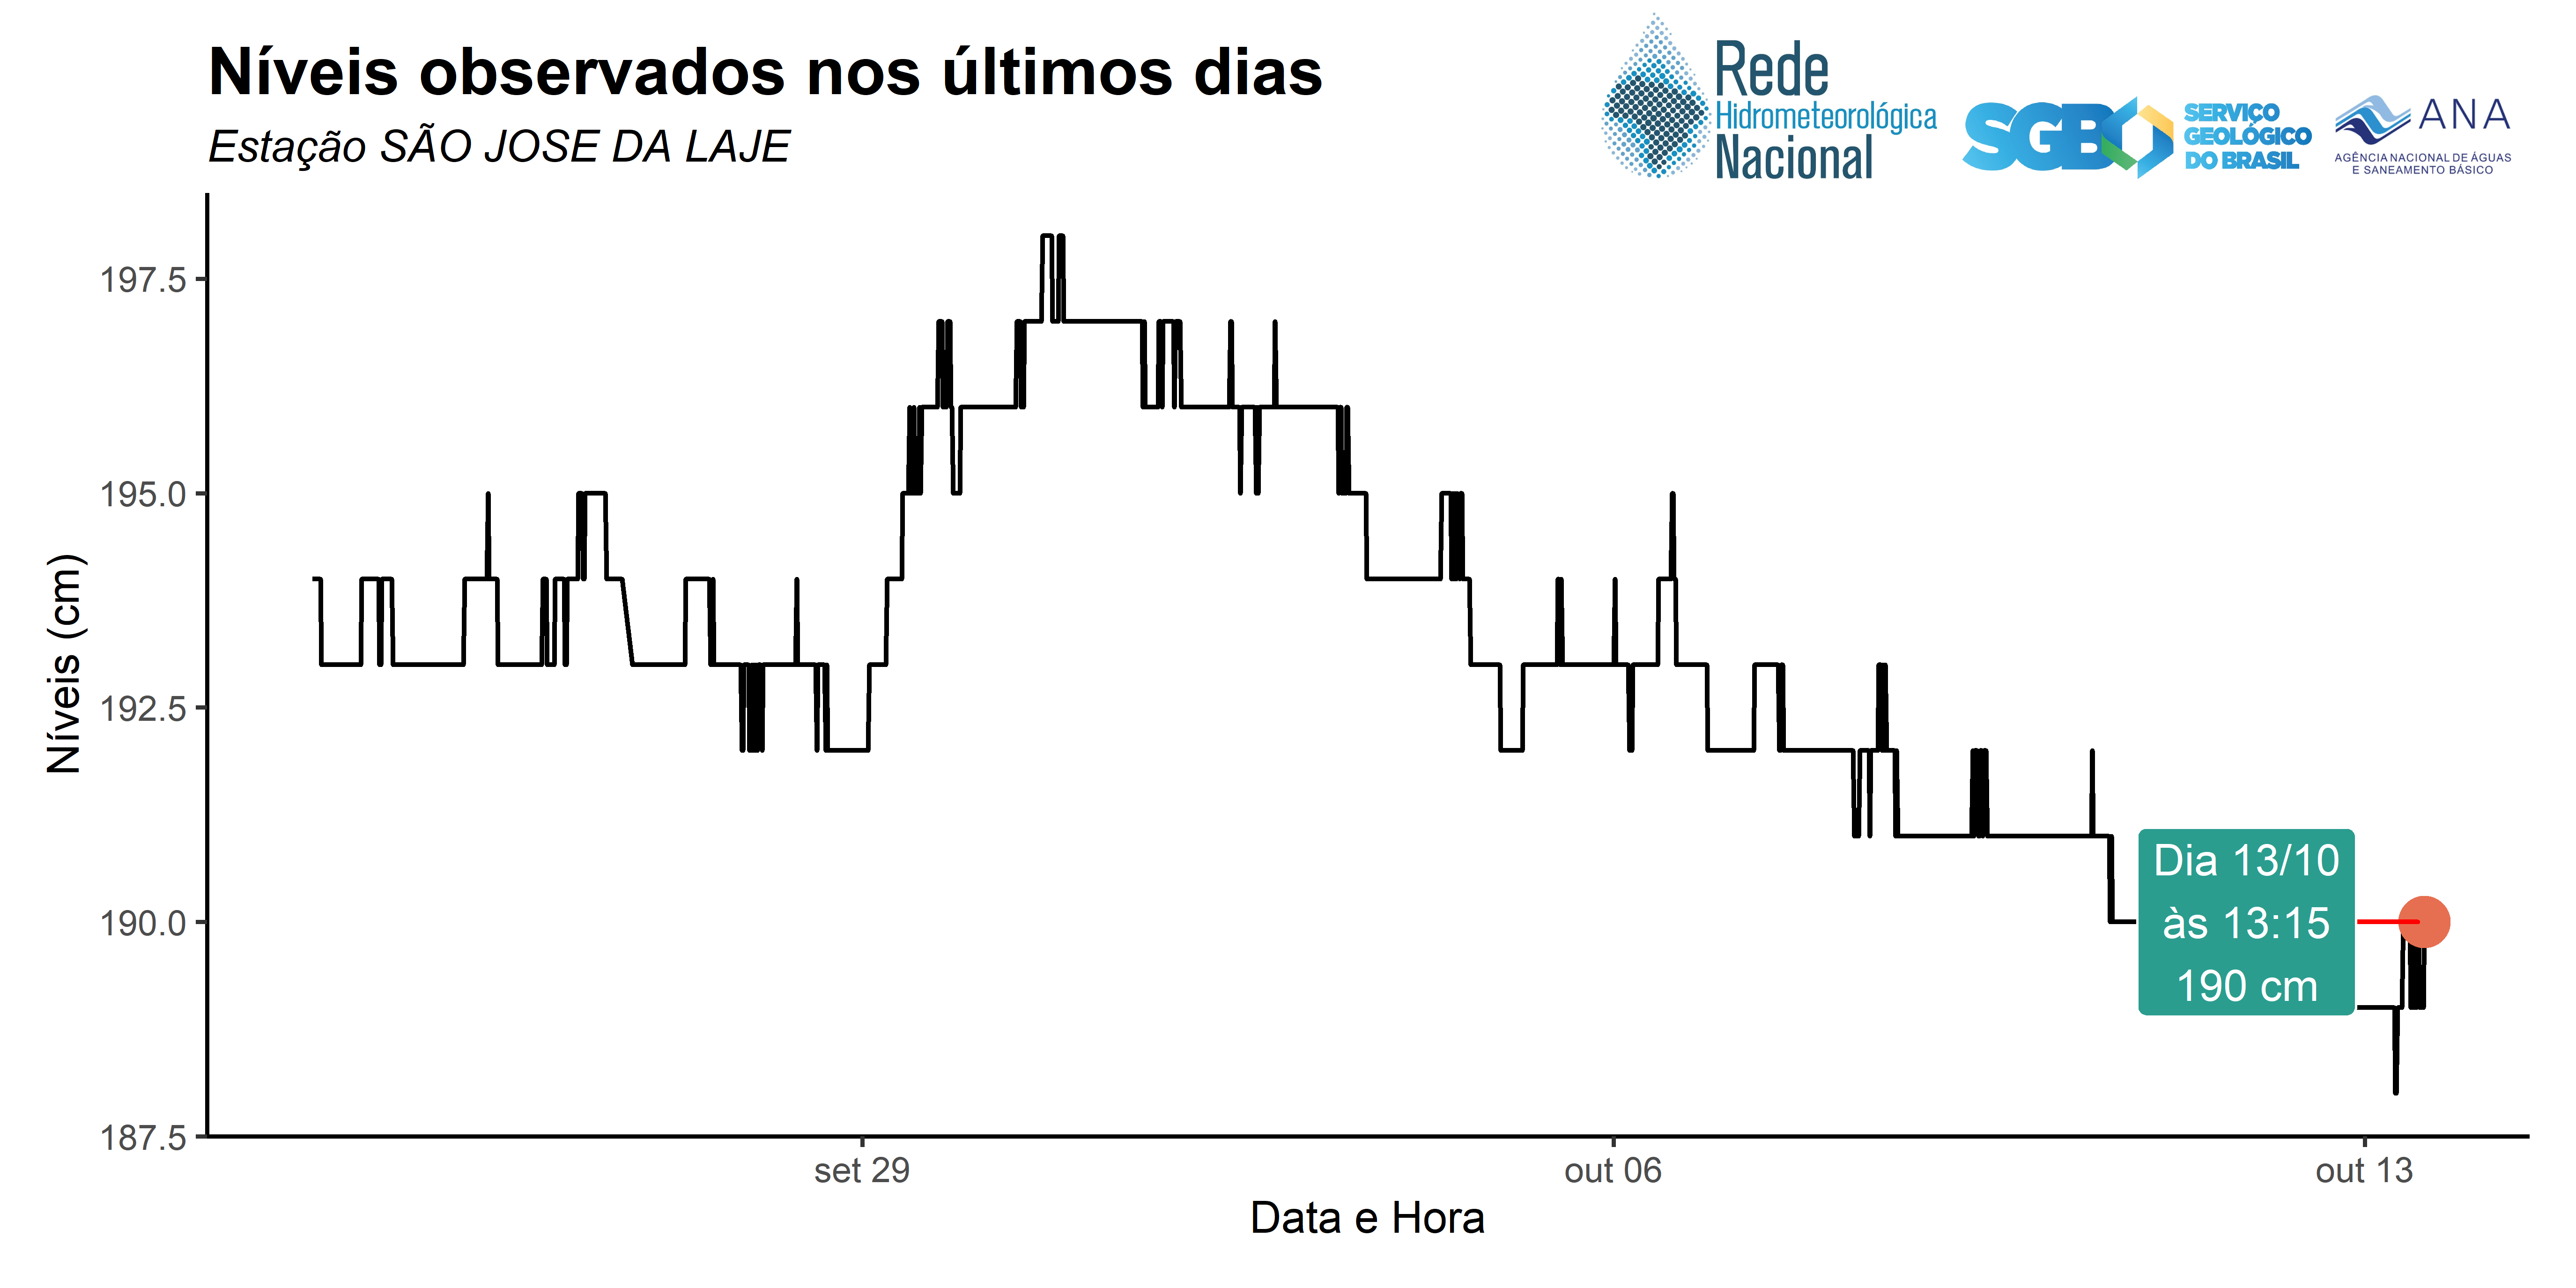 Níveis observados nos últimos dias
Estação SÃO JOSE DA LAJE
Rede
Hidrometeorológica
Nacional
SGB
SERVIÇO
GEOLÓGICO
DO BRASIL
ANA
AGÊNCIA NACIONAL DE ÁGUAS
E SANEAMENTO BÁSICO
Níveis (cm)
197.5
195.0
192.5
190.0
187.5
Dia 13/10
às 13:15
190 cm
set 29
out 06
out 13
Data e Hora